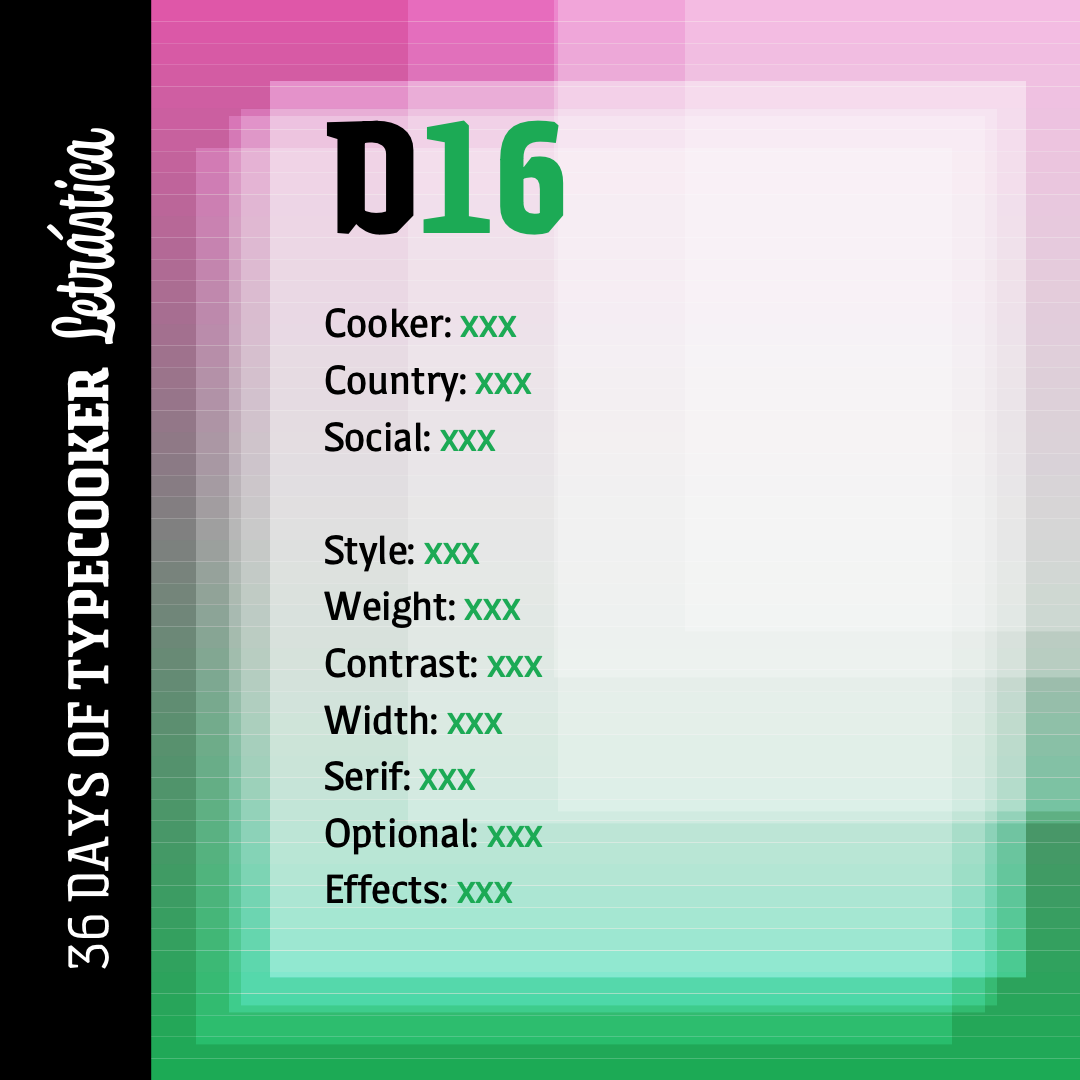 36 DAYS OF TYPECOOKER Letrástica
D16
Cooker: xxx
Country: xxx
Social: xxx
Style: xxx
Weight: xxx
Contrast: xxx
Width: xxx
Serif: xxx
Optional: xxx
Effects: xxx